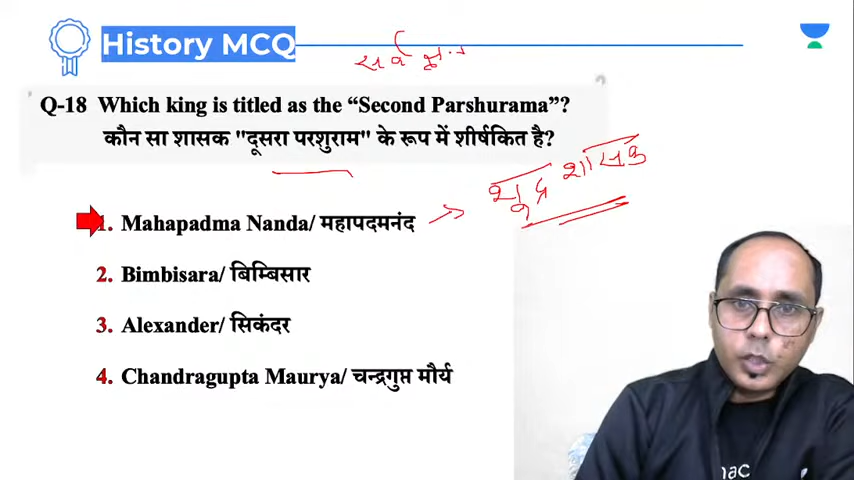 History MCQ
Q-18 Which king is titled as the “Second Parshurama”?
कौन सा शासक "दूसरा परशुराम" के रूप में शीर्षकित है?
शूद्र शासक
1. Mahapadma Nanda/ महापदमनंद
2. Bimbisara/ बिम्बिसार
3. Alexander/ सिकंदर
4. Chandragupta Maurya/ चन्द्रगुप्त मौर्य